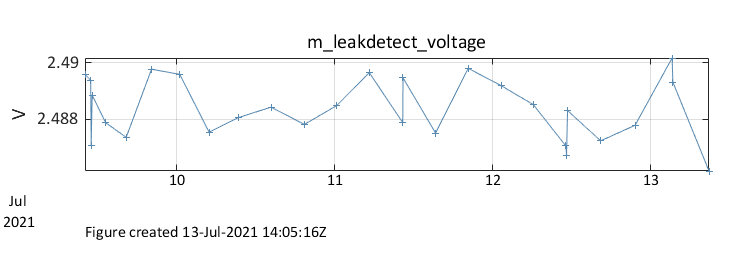 m_leakdetect_voltage
2.49
V
2.488
10 11 12 13
Jul
2021
Figure created 13-Jul-2021 14:05:16Z